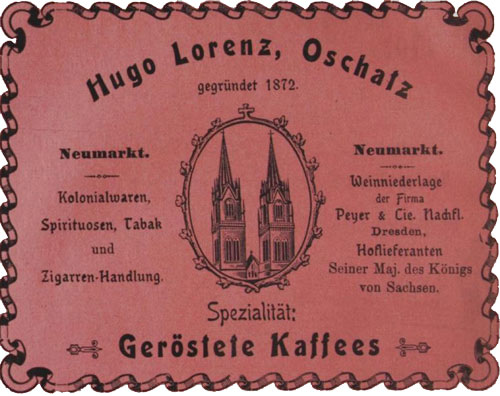 Hugo Lorenz, Oschatz
gegründet 1872.
Neumarkt.
Kolonialwaren,
Spirituosen, Tabak
und
Zigarren-Handlung.
Neumarkt.
Weinniederlage
der Firma
Peyer & Cie. Nachfl.
Dresden,
Hoflieferanten
Seiner Maj. des Königs
von Sachsen.
Spezialität:
Geröstete Kaffees